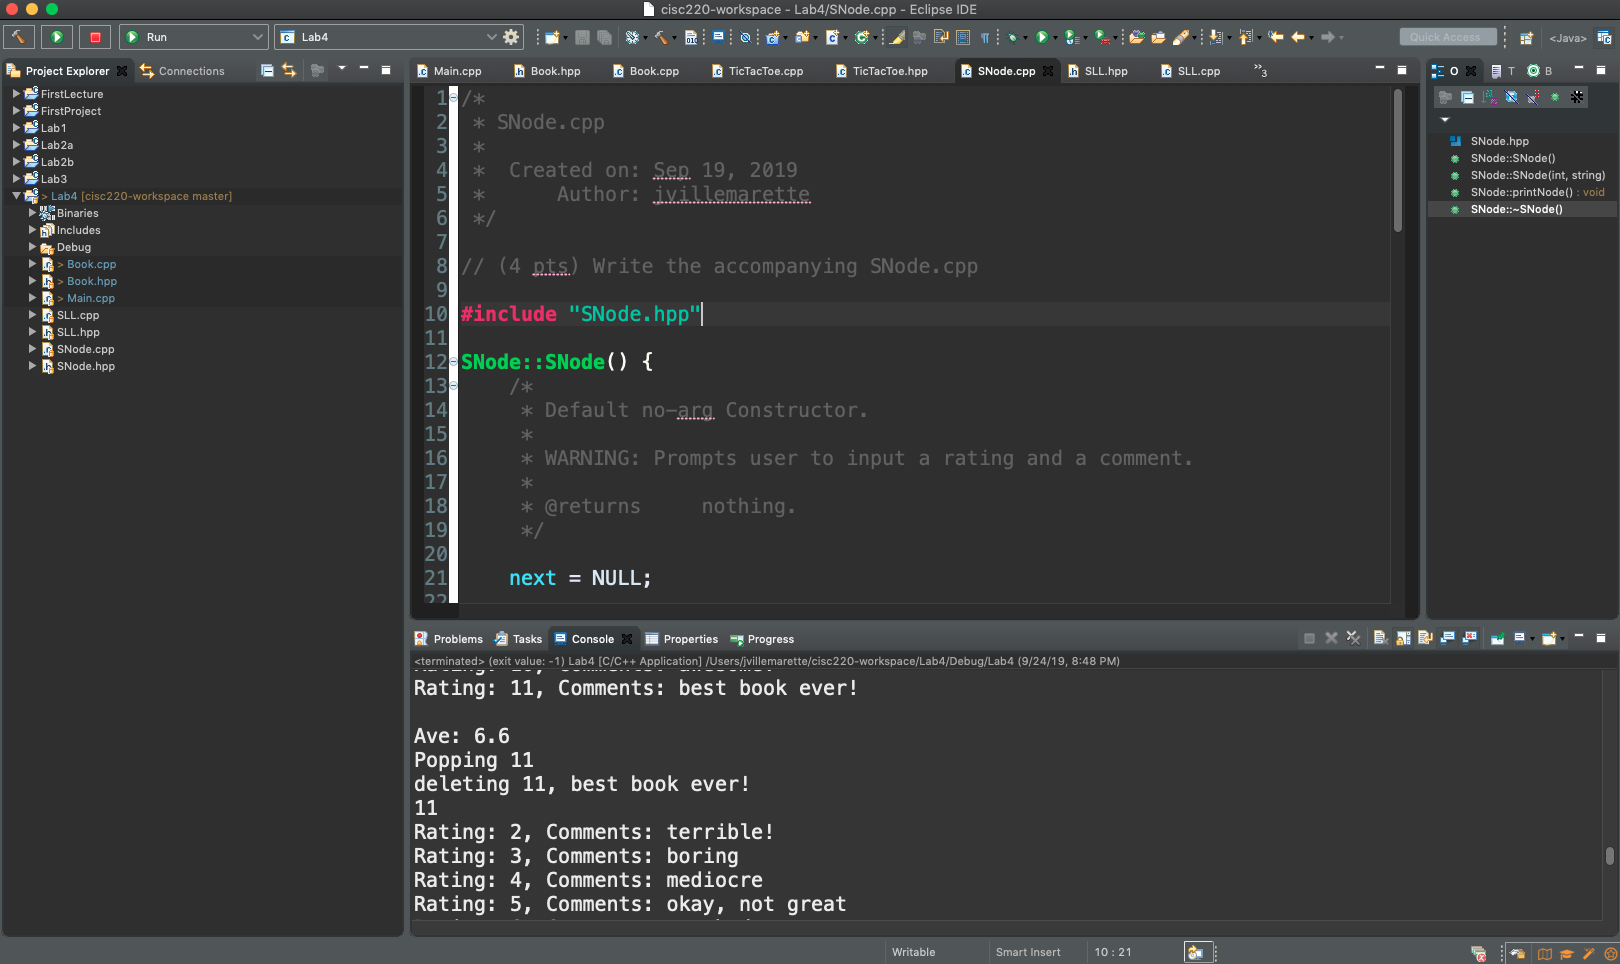 cisc220-workspace - Lab4/SNode.cpp - Eclipse IDE
Run
Lab4
Quick Access
<Java>
Project Explorer
Connections
FirstLecture
FirstProject
Lab1
Lab2a
Lab2b
Lab3
> Lab4 [cisc220-workspace master]
Binaries
Includes
Debug
> Book.cpp
> Book.hpp
> Main.cpp
SLL.cpp
SLL.hpp
SNode.cpp
SNode.hpp
Main.cpp
Book.hpp
Book.cpp
TicTacToe.cpp
TicTacToe.hpp
SNode.cpp
SLL.hpp
SLL.cpp
»3
1 /*
2 * SNode.cpp
3 *
4 * Created on: Sep 19, 2019
5 * Author: jvillemarette
6 */
7
8 // (4 pts) Write the accompanying SNode.cpp
9
10 #include "SNode.hpp"
11
12 SNode::SNode() {
13 /*
14 * Default no-arg Constructor.
15 *
16 * WARNING: Prompts user to input a rating and a comment.
17 *
18 * @returns nothing.
19 */
20
21 next = NULL;
22
O
T
B
SNode.hpp
SNode::SNode()
SNode::SNode(int, string)
SNode::printNode() : void
SNode::~SNode()
Problems
Tasks
Console
Properties
Progress
<terminated> (exit value: -1) Lab4 [C/C++ Application] /Users/jvillemarette/cisc220-workspace/Lab4/Debug/Lab4 (9/24/19, 8:48 PM)
Rating: 11, Comments: best book ever!
Ave: 6.6
Popping 11
deleting 11, best book ever!
11
Rating: 2, Comments: terrible!
Rating: 3, Comments: boring
Rating: 4, Comments: mediocre
Rating: 5, Comments: okay, not great
Writable
Smart Insert
10 : 21